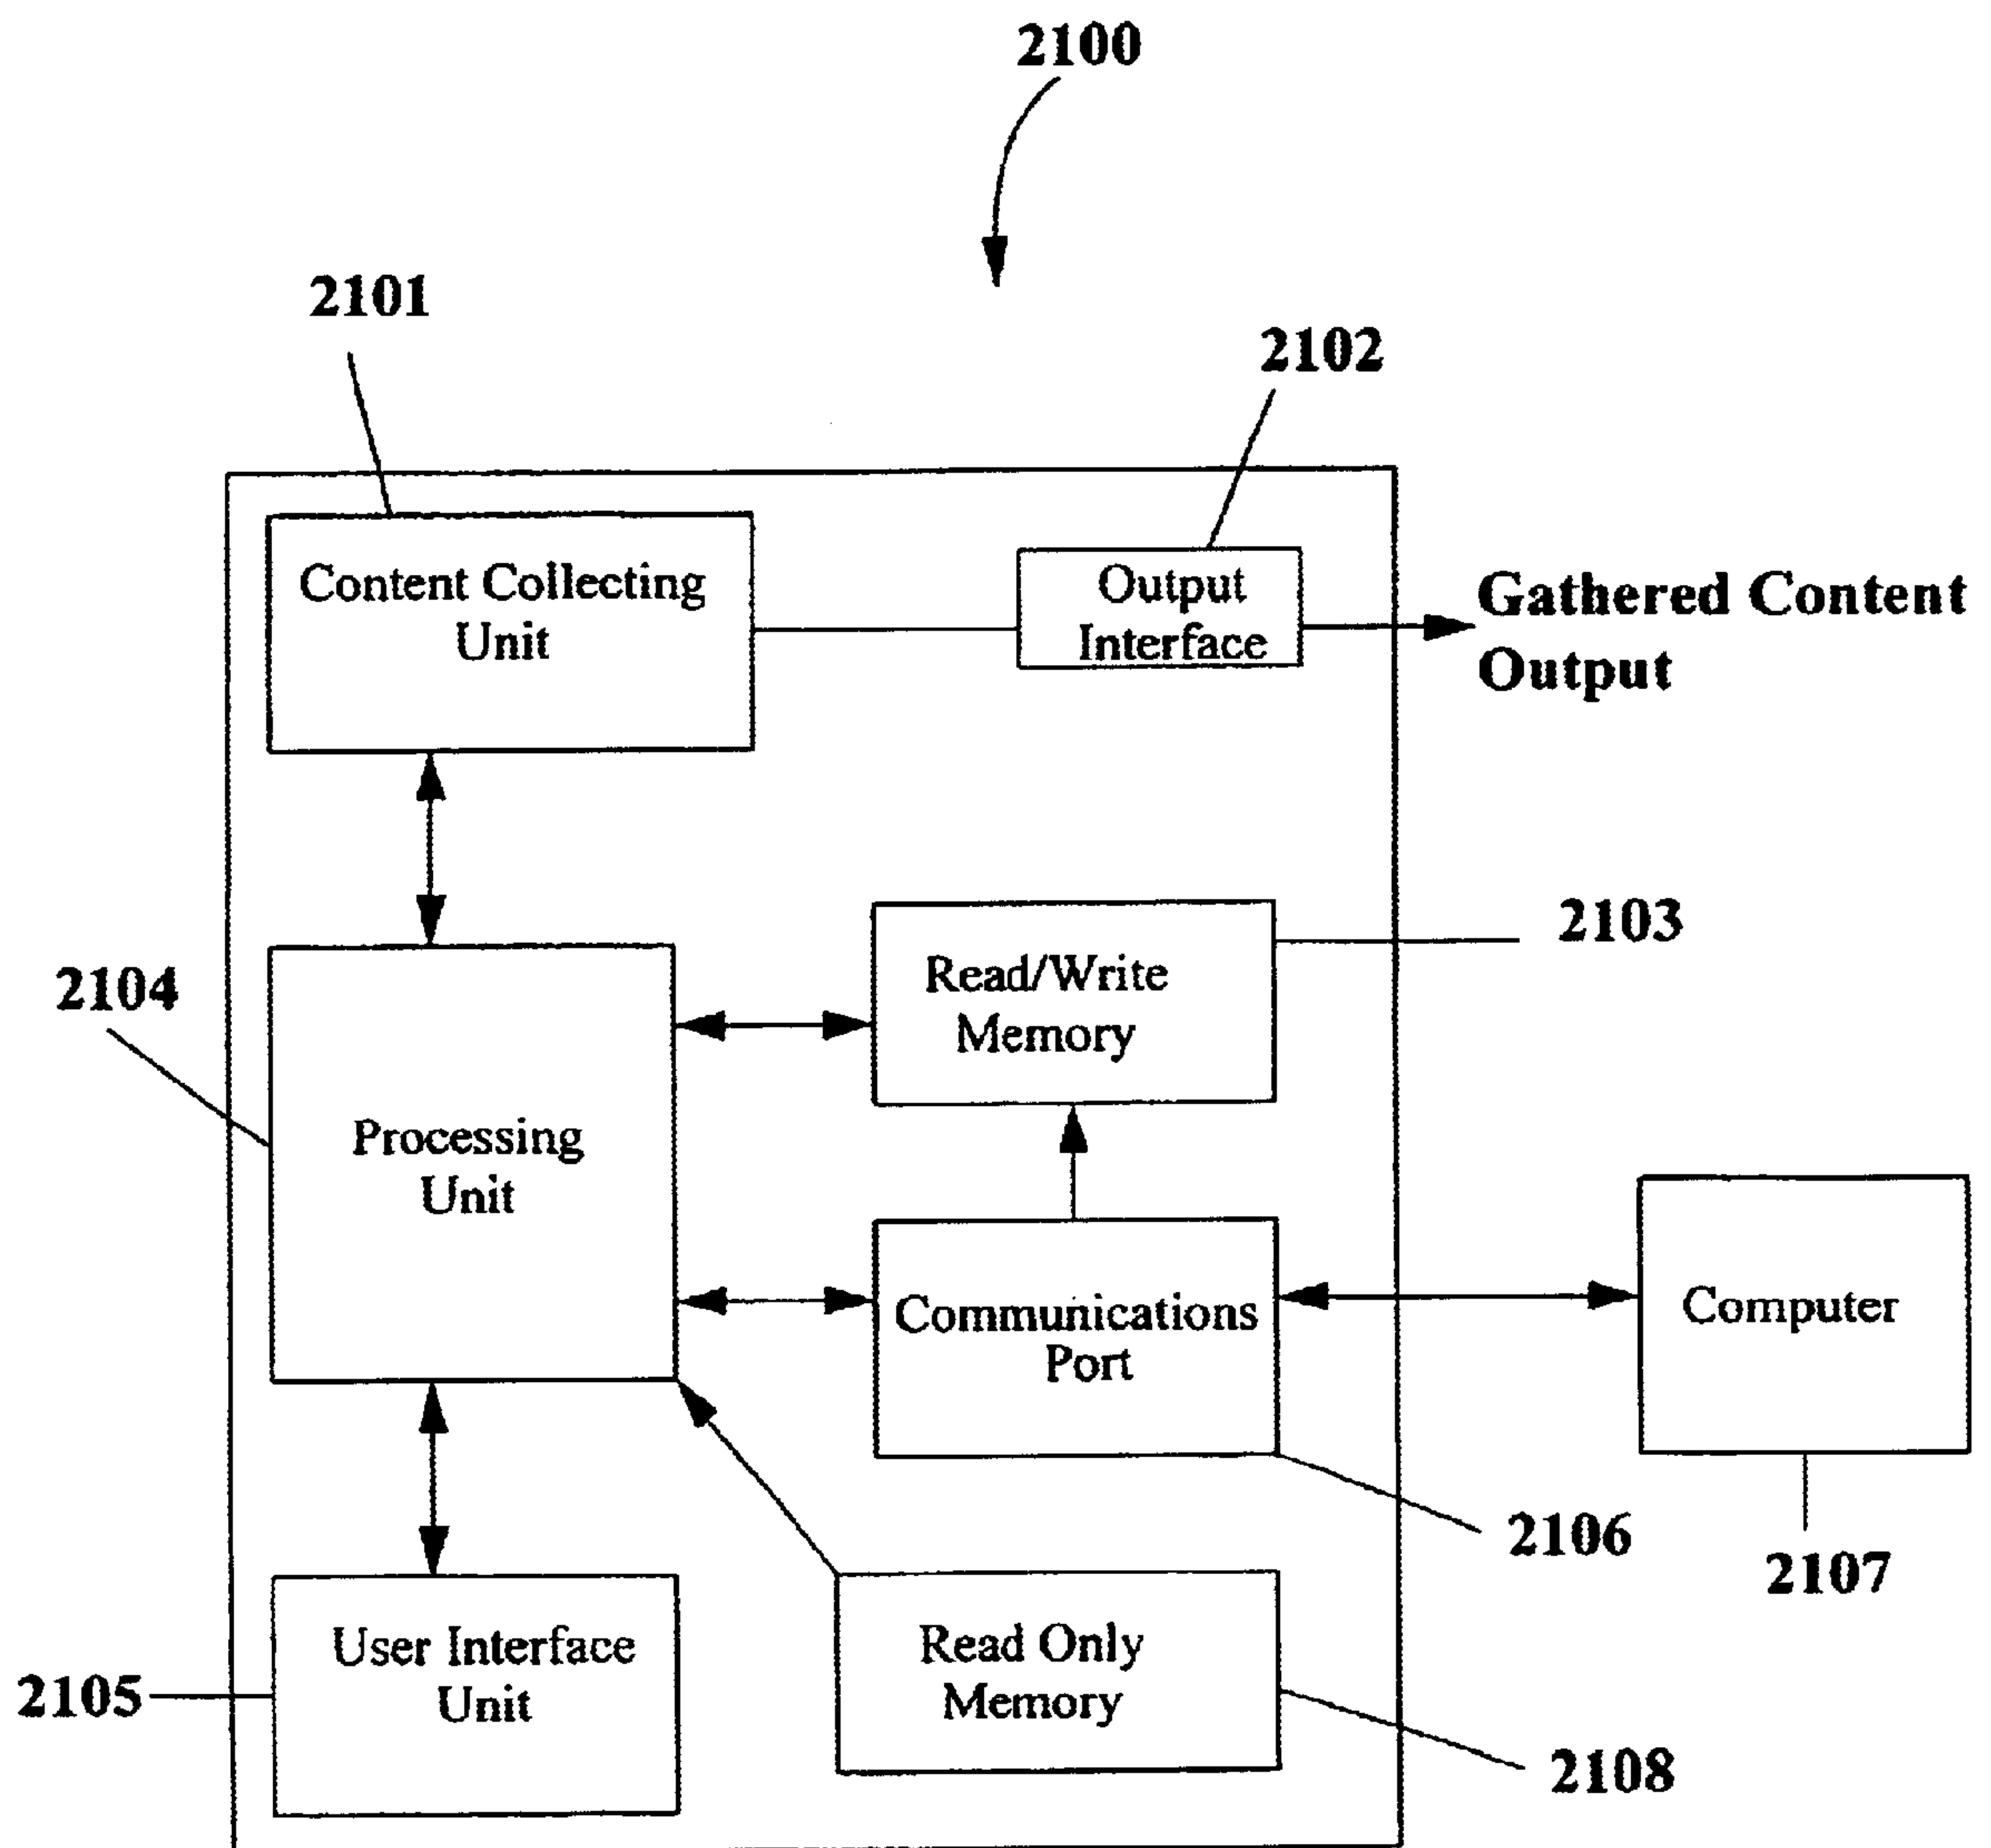 2100
2101
2102
Content Collecting
Unit
Output
Interface
Gathered Content
Output
2103
2104
Read/Write
Memory
Processing
Unit
Communications
Port
Computer
2106
2107
User Interface
Unit
2105
Read Only
Memory
2108